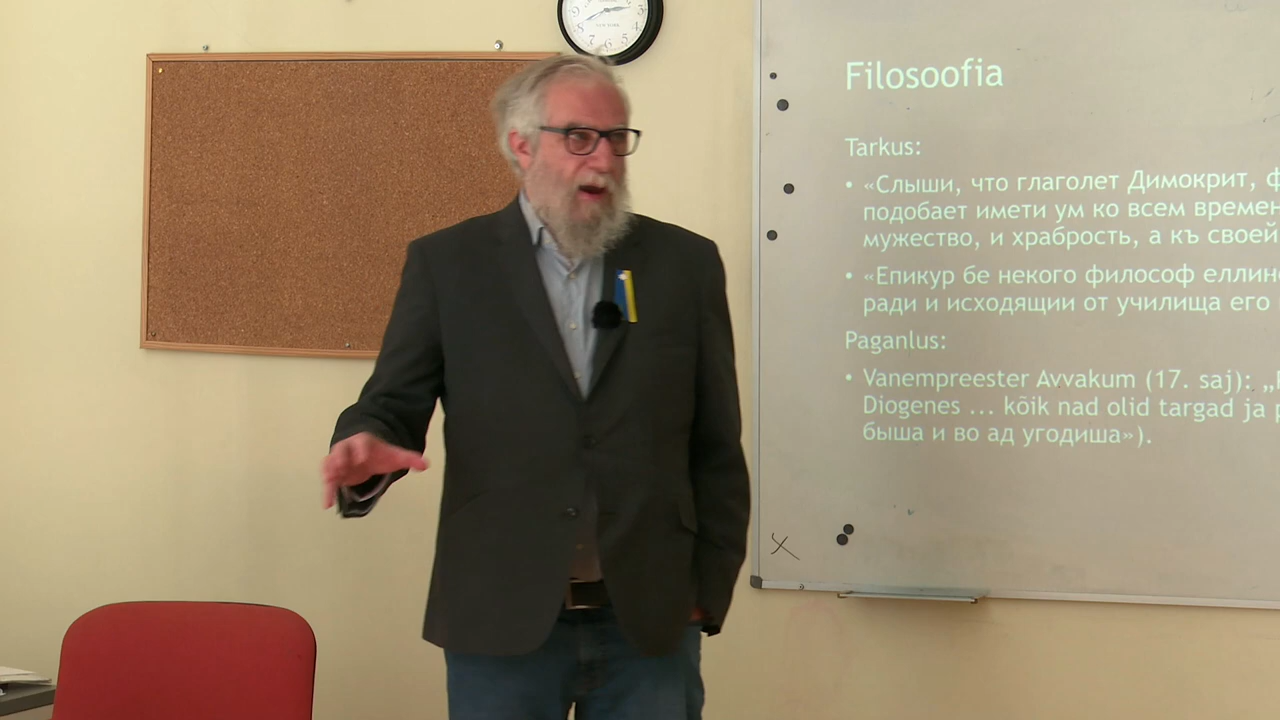 Filosoofia
Tarkus:
• «Слыши, что глаголет Димокрит, ф
подобает имети ум ко всем времен
мужество, и храбрость, а къ своей
• «Епикур бе некого философ еллинс
ради и исходящии от училища его
Paganlus:
• Vanempreester Avvakum (17. saj): „
Diogenes ... kõik nad olid targad ja
быша и во ад угодиша»).